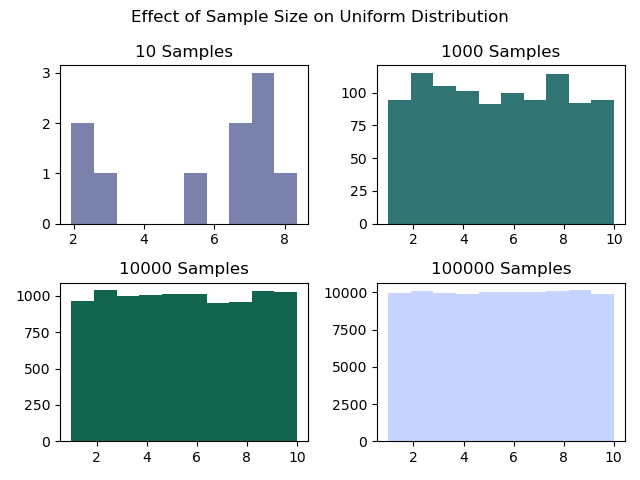 Effect of Sample Size on Uniform Distribution
10 Samples
3
2
1
0
2 4 6 8
1000 Samples
100
75
50
25
0
2 4 6 8 10
10000 Samples
1000
750
500
250
0
2 4 6 8 10
100000 Samples
10000
7500
5000
2500
0
2 4 6 8 10